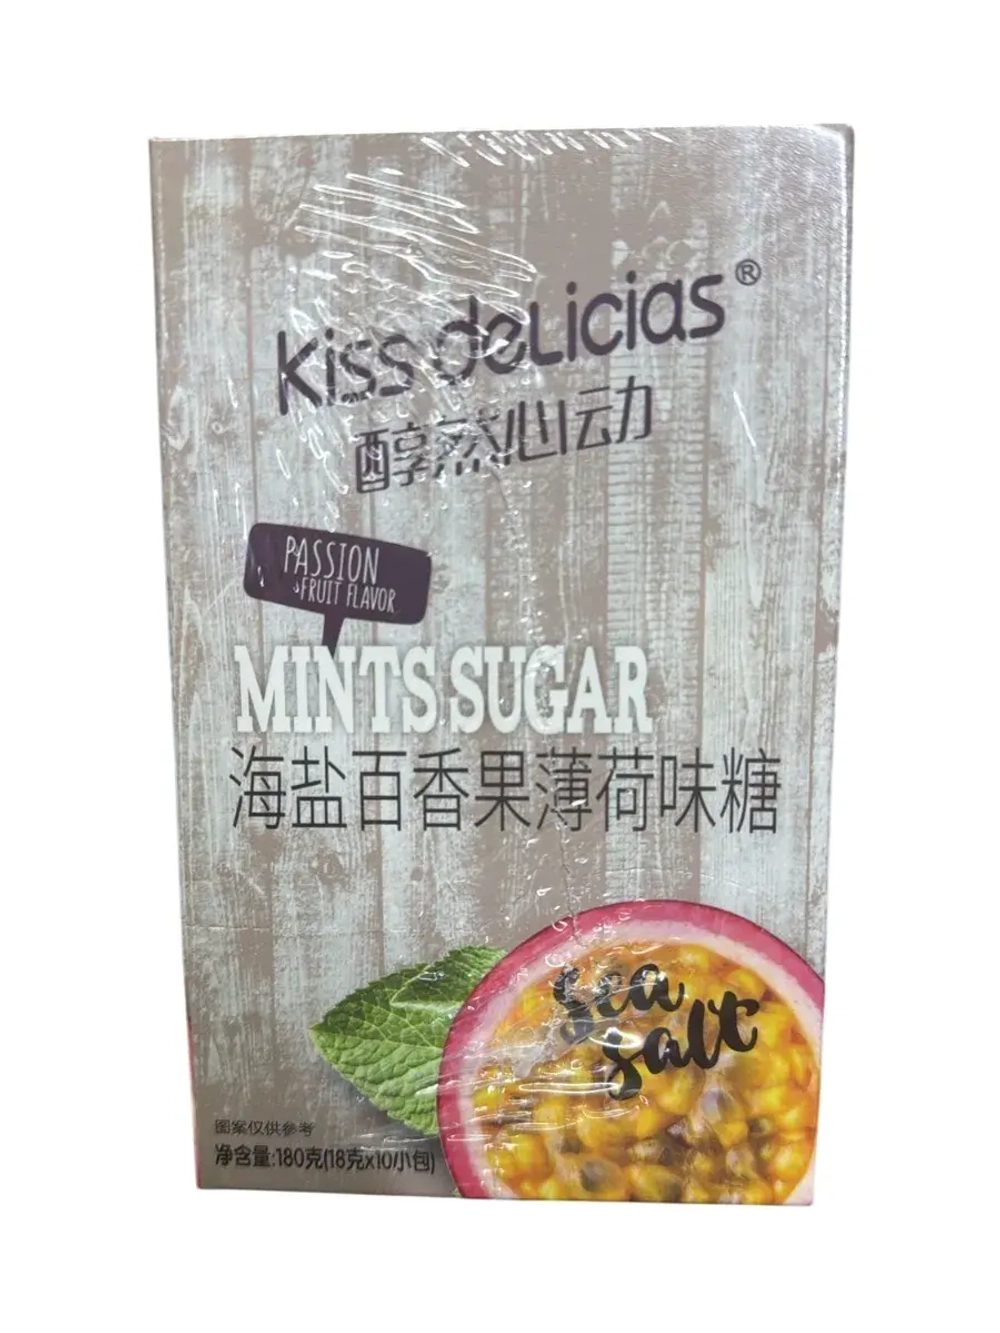 Kiss deLicias®
醇然心动
PASSION
FRUIT FLAVOR
MINTS SUGAR
海盐百香果薄荷味糖
sea
salt
图案仅供参考
净含量:180克(18克x10小包)